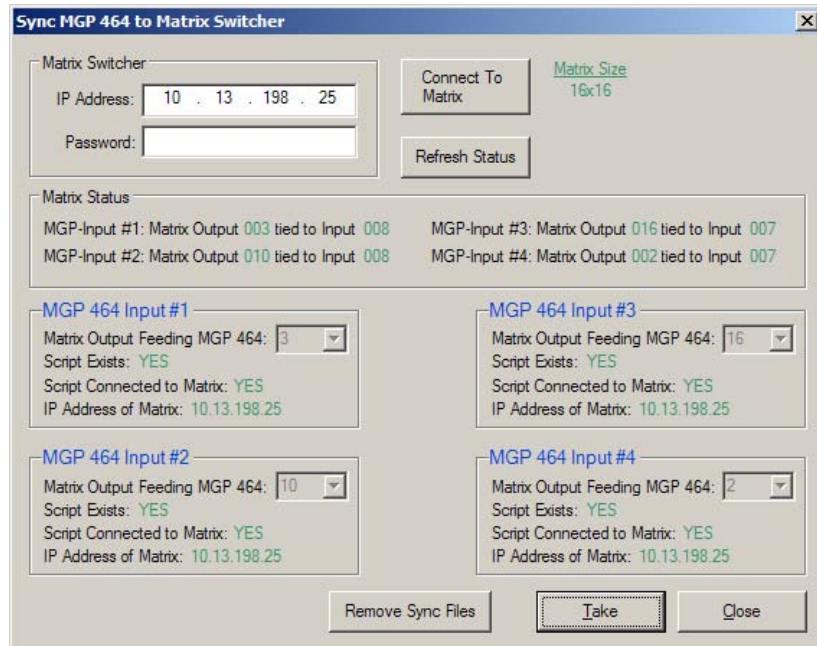 Sync MGP 464 to Matrix Switcher
Matrix Switcher
IP Address: 10 . 13 . 198 . 25
Password:
Connect To
Matrix
Matrix Size
16x16
Refresh Status
Matrix Status
MGP-Input #1: Matrix Output 003 tied to Input 008
MGP-Input #3: Matrix Output 016 tied to Input 007
MGP-Input #2: Matrix Output 010 tied to Input 008
MGP-Input #4: Matrix Output 002 tied to Input 007
MGP 464 Input #1
Matrix Output Feeding MGP 464: 3
Script Exists: YES
Script Connected to Matrix: YES
IP Address of Matrix: 10.13.198.25
MGP 464 Input #3
Matrix Output Feeding MGP 464: 16
Script Exists: YES
Script Connected to Matrix: YES
IP Address of Matrix: 10.13.198.25
MGP 464 Input #2
Matrix Output Feeding MGP 464: 10
Script Exists: YES
Script Connected to Matrix: YES
IP Address of Matrix: 10.13.198.25
MGP 464 Input #4
Matrix Output Feeding MGP 464: 2
Script Exists: YES
Script Connected to Matrix: YES
IP Address of Matrix: 10.13.198.25
Remove Sync Files
Take
Close